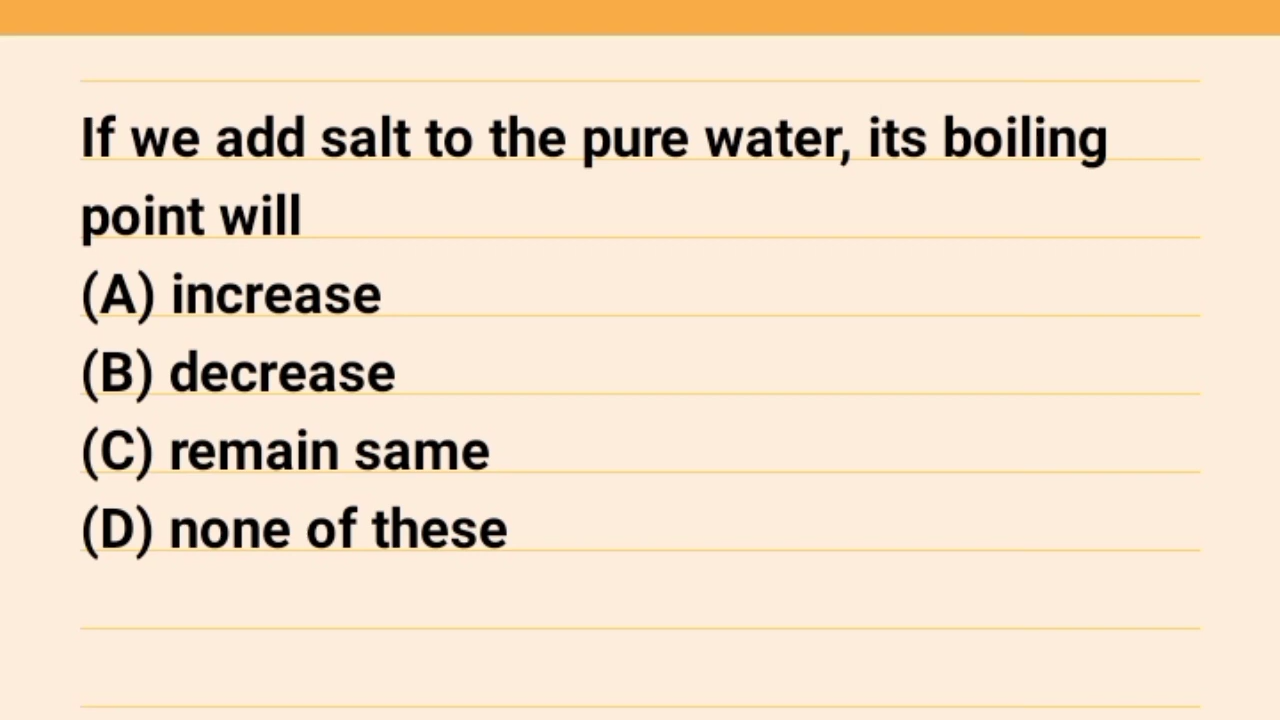 If we add salt to the pure water, its boiling
point will
(A) increase
(B) decrease
(C) remain same
(D) none of these